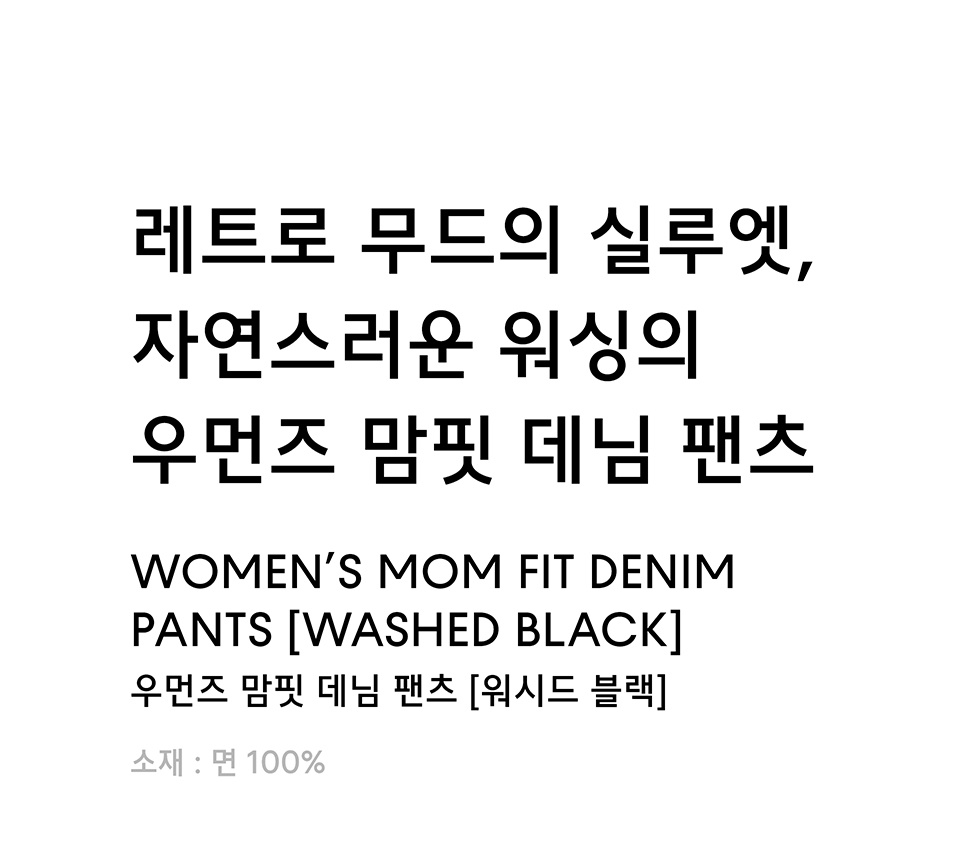 레트로 무드의 실루엣,
자연스러운 워싱의
우먼즈 맘핏 데님 팬츠
WOMEN’S MOM FIT DENIM
PANTS [WASHED BLACK]
우먼즈 맘핏 데님 팬츠 [워시드 블랙]
소재 : 면 100%